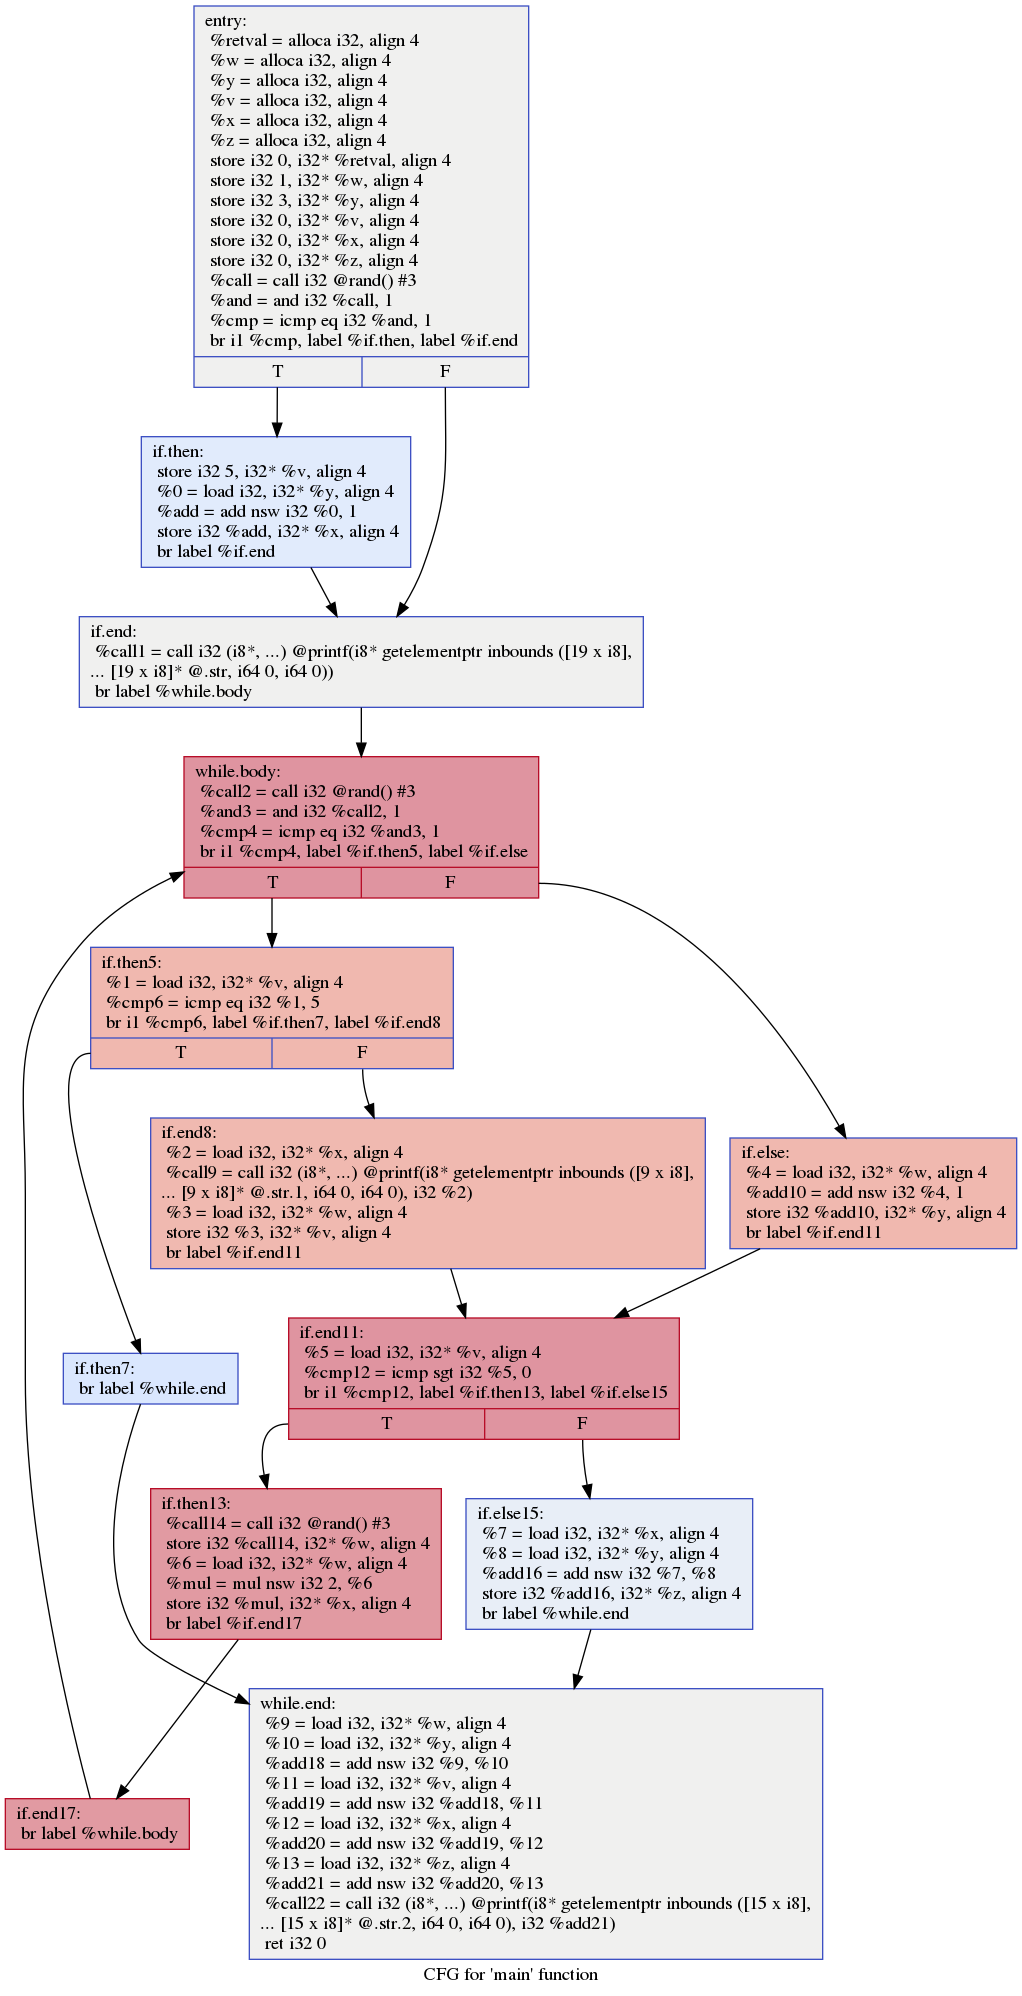 entry:
%retval = alloca i32, align 4
%w = alloca i32, align 4
%y = alloca i32, align 4
%v = alloca i32, align 4
%x = alloca i32, align 4
%z = alloca i32, align 4
store i32 0, i32* %retval, align 4
store i32 1, i32* %w, align 4
store i32 3, i32* %y, align 4
store i32 0, i32* %v, align 4
store i32 0, i32* %x, align 4
store i32 0, i32* %z, align 4
%call = call i32 @rand() #3
%and = and i32 %call, 1
%cmp = icmp eq i32 %and, 1
br i1 %cmp, label %if.then, label %if.end
T F
if.then:
store i32 5, i32* %v, align 4
%0 = load i32, i32* %y, align 4
%add = add nsw i32 %0, 1
store i32 %add, i32* %x, align 4
br label %if.end
if.end:
%call1 = call i32 (i8*, ...) @printf(i8* getelementptr inbounds ([19 x i8],
... [19 x i8]* @.str, i64 0, i64 0))
br label %while.body
while.body:
%call2 = call i32 @rand() #3
%and3 = and i32 %call2, 1
%cmp4 = icmp eq i32 %and3, 1
br i1 %cmp4, label %if.then5, label %if.else
T F
if.then5:
%1 = load i32, i32* %v, align 4
%cmp6 = icmp eq i32 %1, 5
br i1 %cmp6, label %if.then7, label %if.end8
T F
if.end8:
%2 = load i32, i32* %x, align 4
%call9 = call i32 (i8*, ...) @printf(i8* getelementptr inbounds ([9 x i8],
... [9 x i8]* @.str.1, i64 0, i64 0), i32 %2)
%3 = load i32, i32* %w, align 4
store i32 %3, i32* %v, align 4
br label %if.end11
if.else:
%4 = load i32, i32* %w, align 4
%add10 = add nsw i32 %4, 1
store i32 %add10, i32* %y, align 4
br label %if.end11
if.end11:
%5 = load i32, i32* %v, align 4
%cmp12 = icmp sgt i32 %5, 0
br i1 %cmp12, label %if.then13, label %if.else15
T F
if.then7:
br label %while.end
if.then13:
%call14 = call i32 @rand() #3
store i32 %call14, i32* %w, align 4
%6 = load i32, i32* %w, align 4
%mul = mul nsw i32 2, %6
store i32 %mul, i32* %x, align 4
br label %if.end17
if.else15:
%7 = load i32, i32* %x, align 4
%8 = load i32, i32* %y, align 4
%add16 = add nsw i32 %7, %8
store i32 %add16, i32* %z, align 4
br label %while.end
while.end:
%9 = load i32, i32* %w, align 4
%10 = load i32, i32* %y, align 4
%add18 = add nsw i32 %9, %10
%11 = load i32, i32* %v, align 4
%add19 = add nsw i32 %add18, %11
%12 = load i32, i32* %x, align 4
%add20 = add nsw i32 %add19, %12
%13 = load i32, i32* %z, align 4
%add21 = add nsw i32 %add20, %13
%call22 = call i32 (i8*, ...) @printf(i8* getelementptr inbounds ([15 x i8],
... [15 x i8]* @.str.2, i64 0, i64 0), i32 %add21)
ret i32 0
if.end17:
br label %while.body
CFG for 'main' function